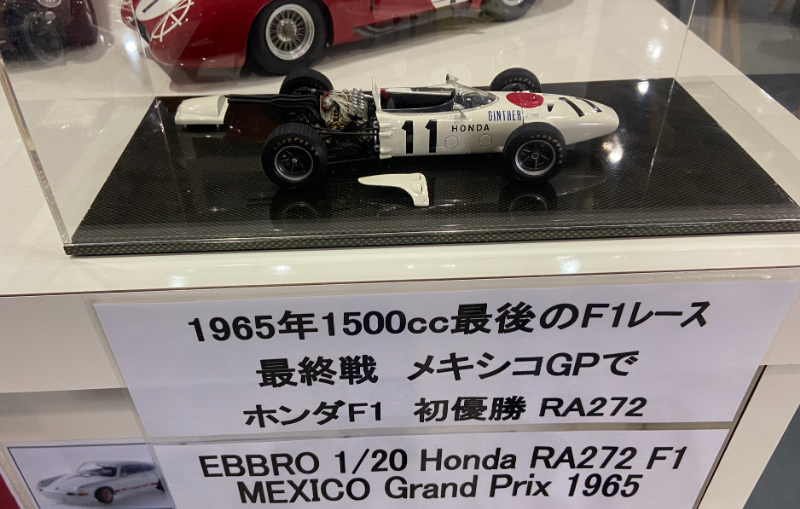 11 HONDA GINTHER 11
1965年1500cc最後のF1レース
最終戦 メキシコGPで
ホンダF1 初優勝 RA272
EBBRO 1/20 Honda RA272 F1
MEXICO Grand Prix 1965